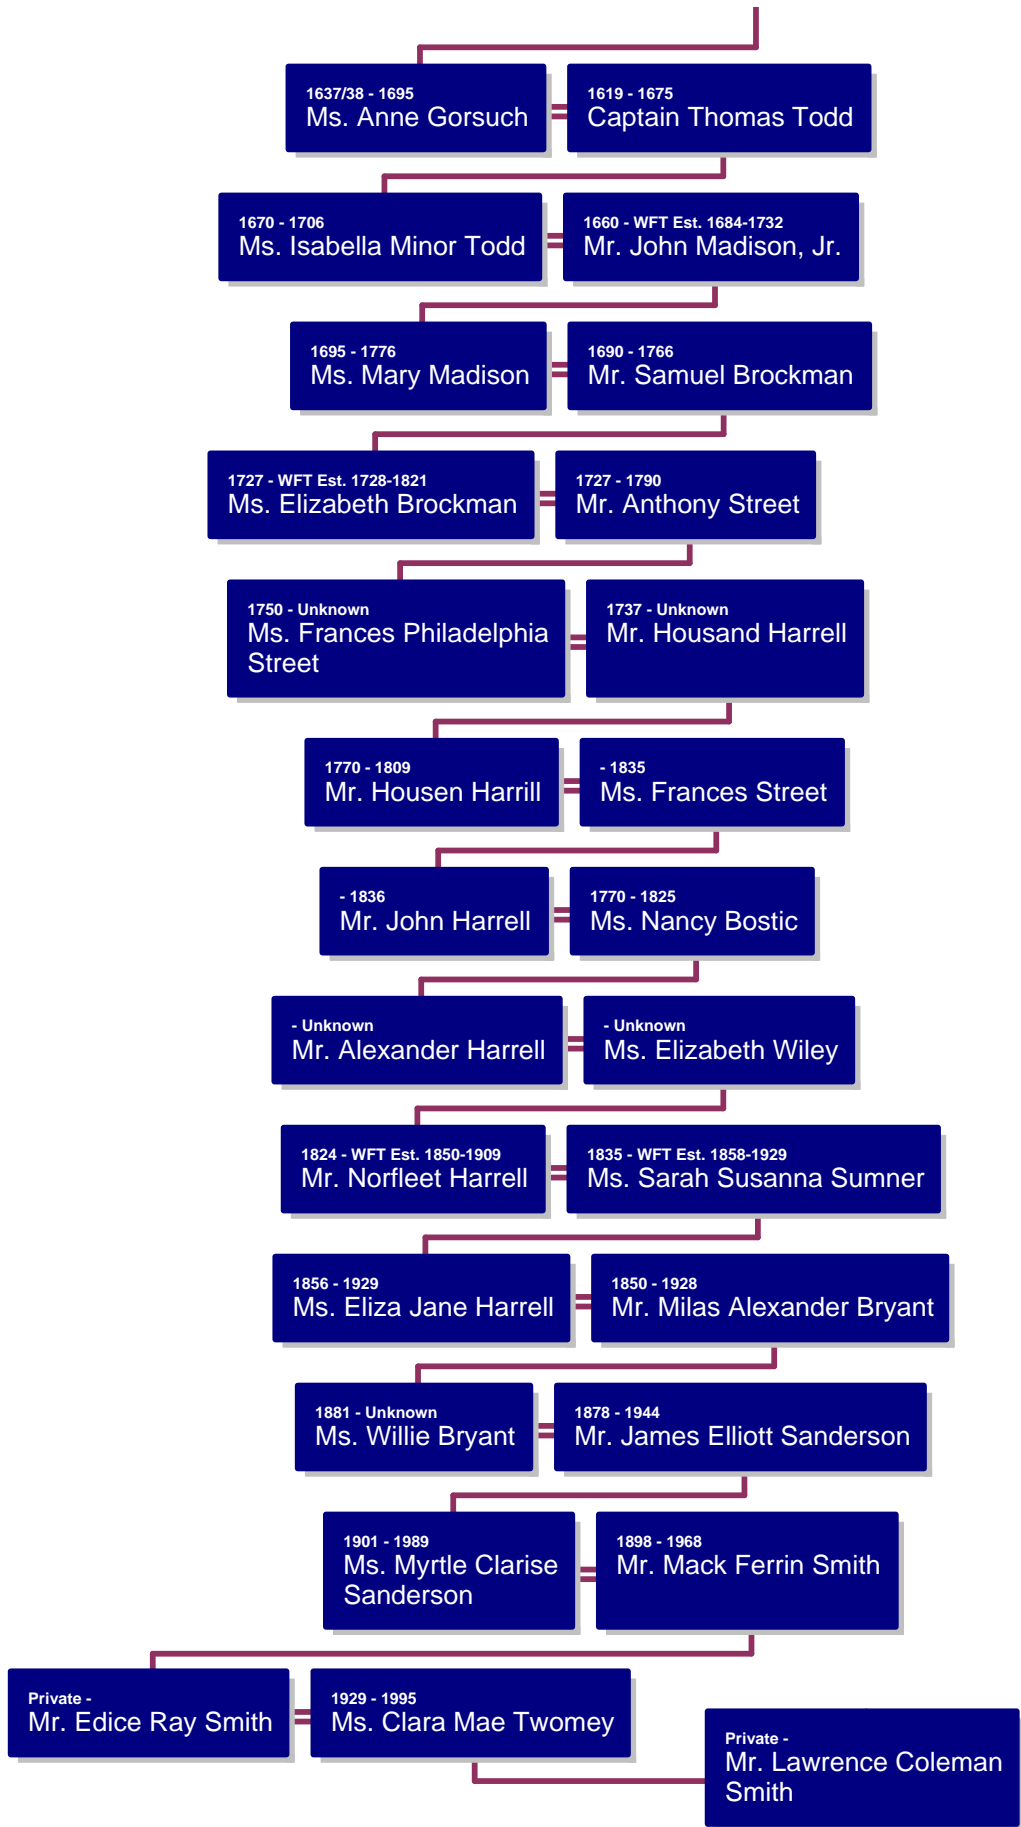 1637/38 - 1695
Ms. Anne Gorsuch
1619 - 1675
Captain Thomas Todd
1670 - 1706
Ms. Isabella Minor Todd
1660 - WFT Est. 1684-1732
Mr. John Madison, Jr.
1695 - 1776
Ms. Mary Madison
1690 - 1766
Mr. Samuel Brockman
1727 - WFT Est. 1728-1821
Ms. Elizabeth Brockman
1727 - 1790
Mr. Anthony Street
1750 - Unknown
Ms. Frances Philadelphia
Street
1737 - Unknown
Mr. Housand Harrell
1770 - 1809
Mr. Housen Harrill
- 1835
Ms. Frances Street
- 1836
Mr. John Harrell
1770 - 1825
Ms. Nancy Bostic
- Unknown
Mr. Alexander Harrell
- Unknown
Ms. Elizabeth Wiley
1824 - WFT Est. 1850-1909
Mr. Norfleet Harrell
1835 - WFT Est. 1858-1929
Ms. Sarah Susanna Sumner
1856 - 1929
Ms. Eliza Jane Harrell
1850 - 1928
Mr. Milas Alexander Bryant
1881 - Unknown
Ms. Willie Bryant
1878 - 1944
Mr. James Elliott Sanderson
1901 - 1989
Ms. Myrtle Clarise
Sanderson
1898 - 1968
Mr. Mack Ferrin Smith
Private -
Mr. Edice Ray Smith
1929 - 1995
Ms. Clara Mae Twomey
Private -
Mr. Lawrence Coleman
Smith